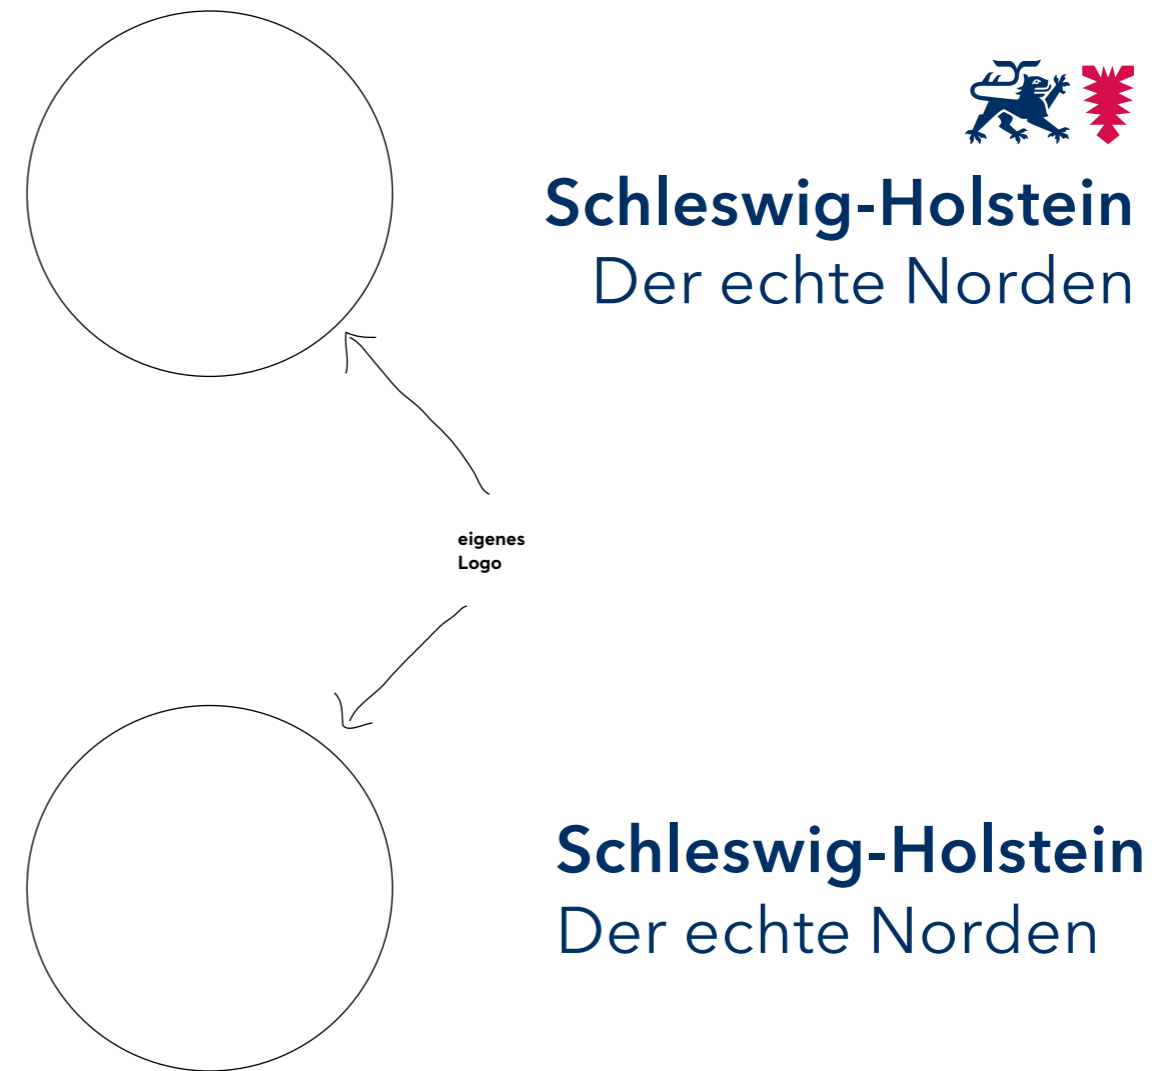 Schleswig-Holstein
Der echte Norden
eigenes
Logo
Schleswig-Holstein
Der echte Norden